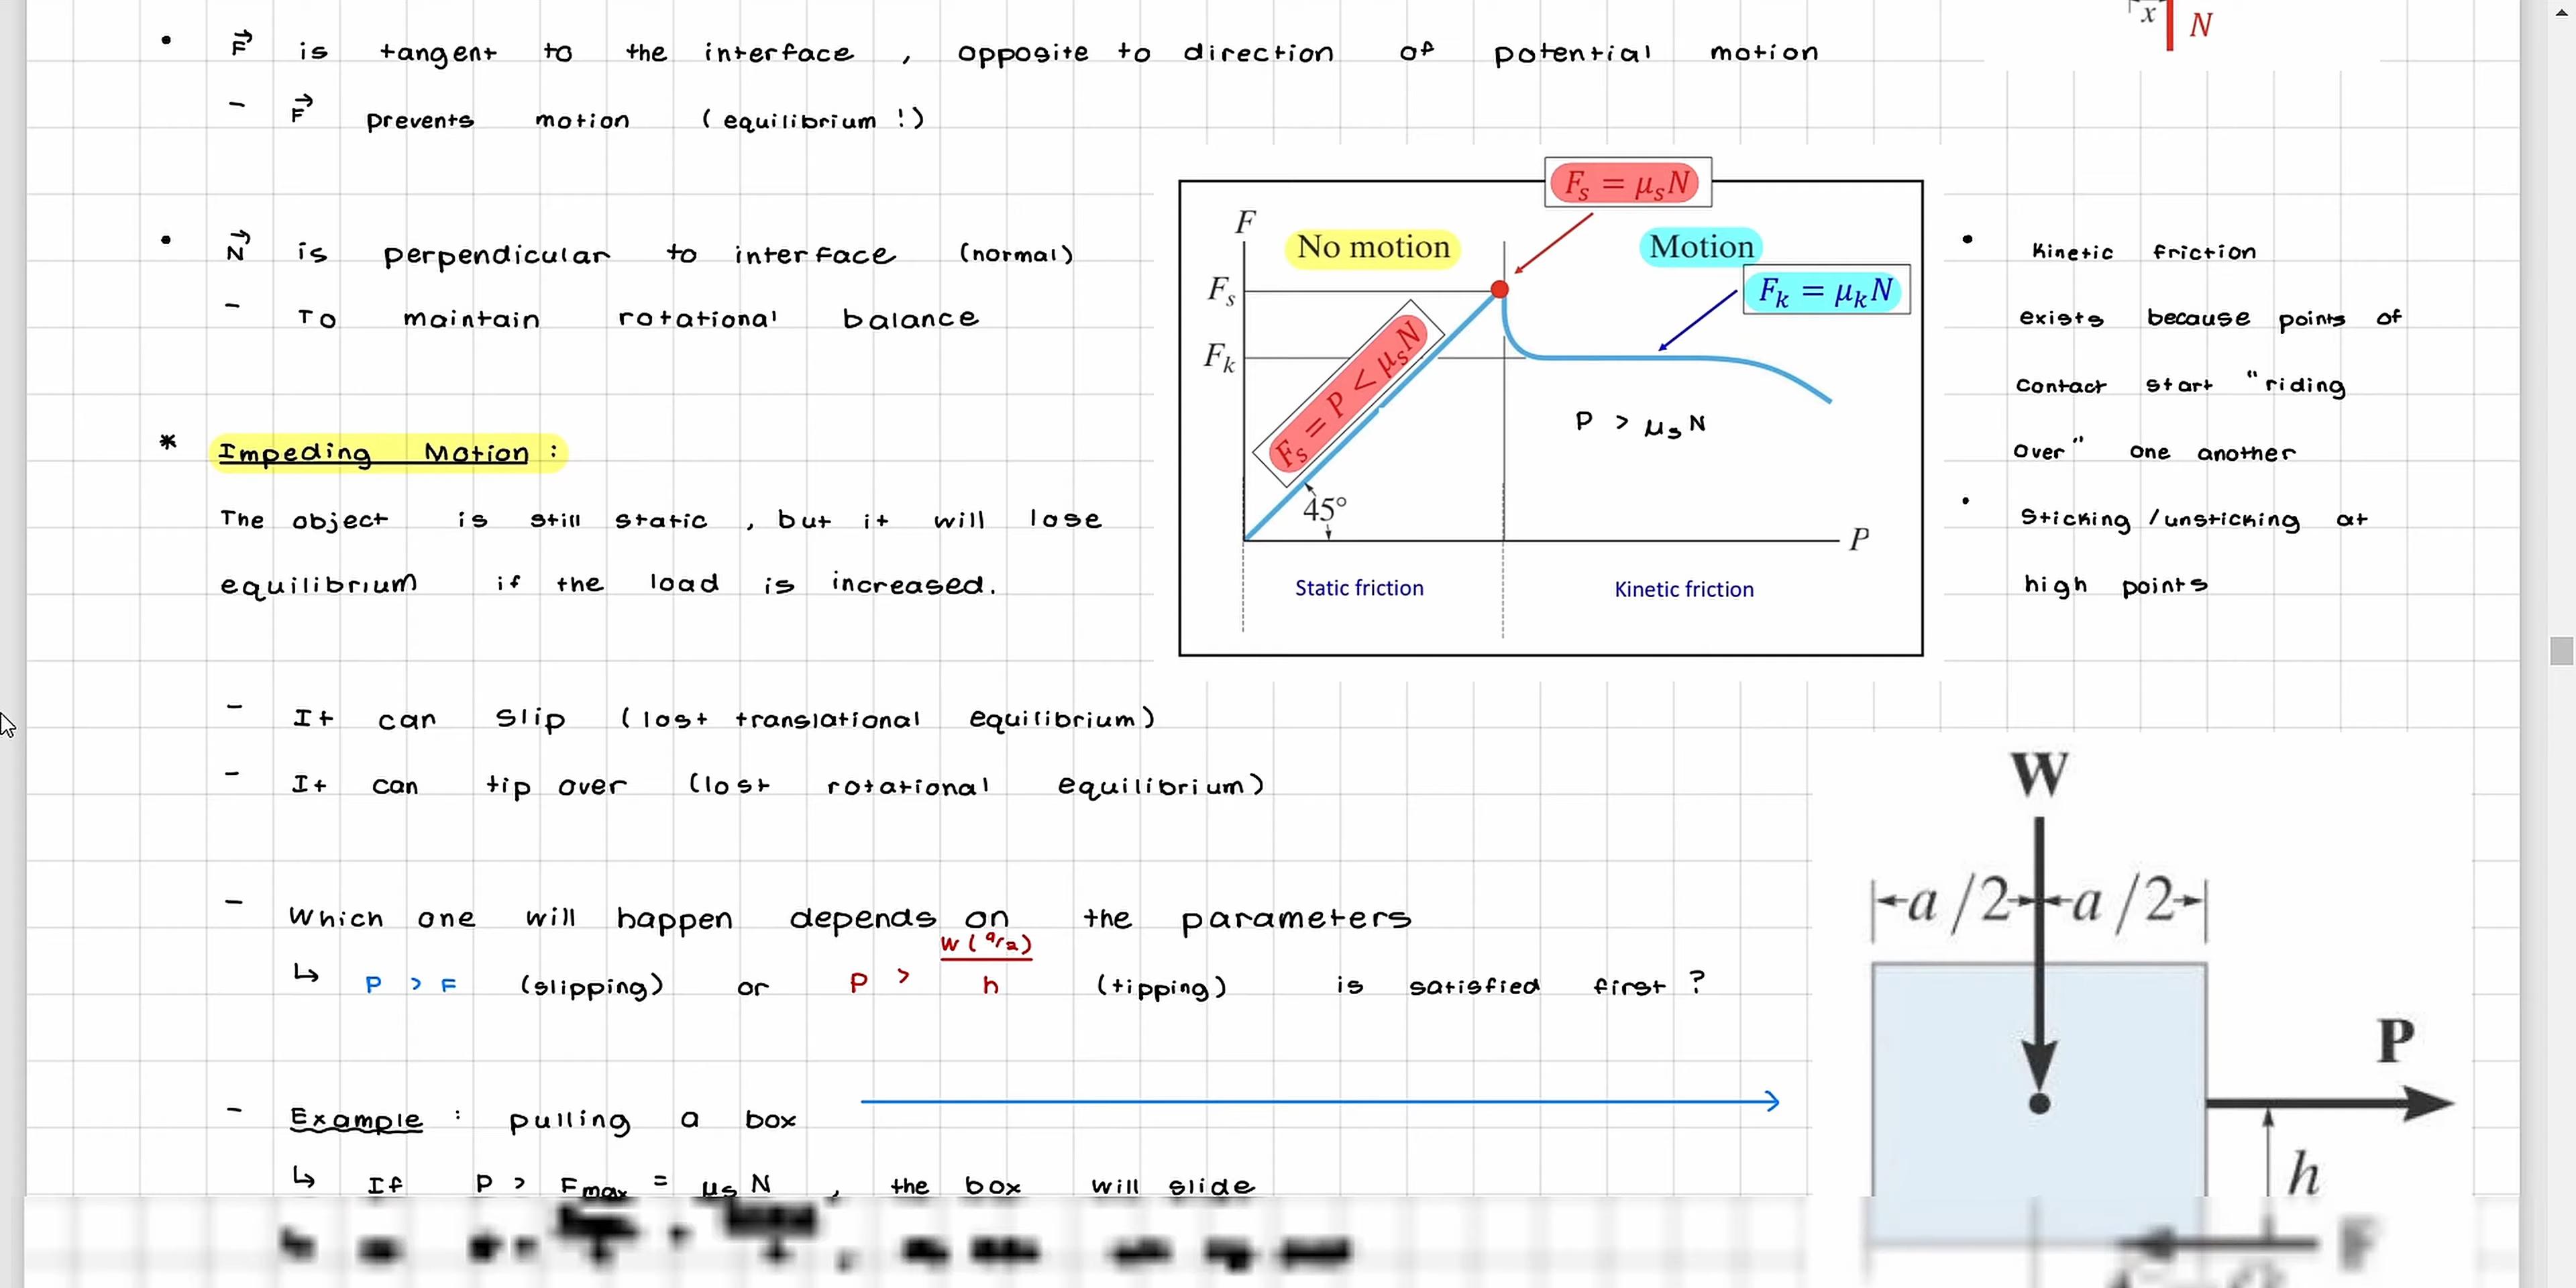 x N
• F⃗ is tangent to the interface , opposite to direction of potential motion
– F⃗ prevents motion ( equilibrium ! )
• N⃗ is perpendicular to interface (normal)
– To maintain rotational balance
* Impeding Motion :
The object is still static , but it will lose
equilibrium if the load is increased.
Fₛ = μₛN
F
No motion
Motion
Fₛ
Fₖ = μₖN
Fₖ
Fₛ = P < μₛN
P > μₛ N
45°
P
Static friction
Kinetic friction
• Kinetic friction
exists because points of
contact start "riding
over" one another
• Sticking /unsticking at
high points
– It can slip ( lost translational equilibrium )
– It can tip over (lost rotational equilibrium)
– Which one will happen depends on the parameters
↳ P > F (slipping) or P > W(a/2)/h (tipping) is satisfied first ?
– Example : pulling a box
↳ If P > Fmax = μₛ N , the box will slide
W
a/2 a/2
P
h
F